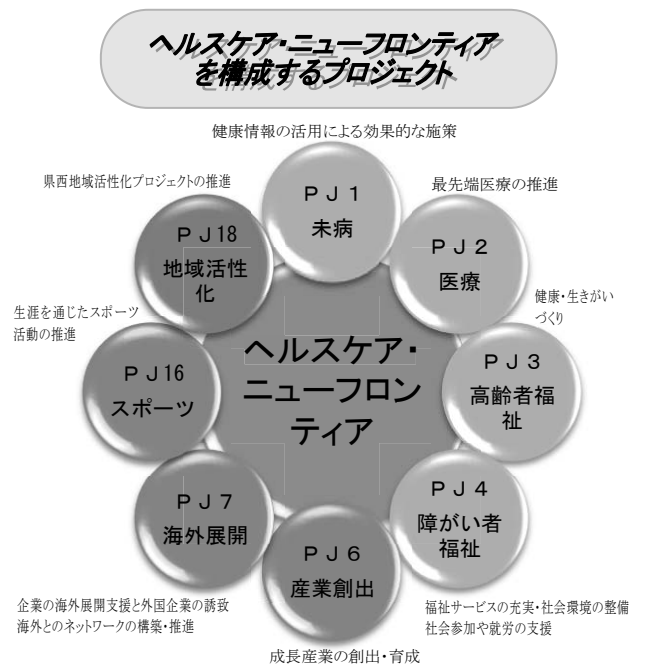 ヘルスケア・ニューフロンティア
を構成するプロジェクト
健康情報の活用による効果的な施策
ＰＪ１
未病
最先端医療の推進
ＰＪ２
医療
健康・生きがい
づくり
ＰＪ３
高齢者福
祉
ＰＪ４
障がい者
福祉
福祉サービスの充実・社会環境の整備
社会参加や就労の支援
ＰＪ６
産業創出
成長産業の創出・育成
ＰＪ７
海外展開
企業の海外展開支援と外国企業の誘致
海外とのネットワークの構築・推進
ＰＪ16
スポーツ
生涯を通じたスポーツ
活動の推進
ＰＪ18
地域活性
化
県西地域活性化プロジェクトの推進
ヘルスケア・
ニューフロン
ティア